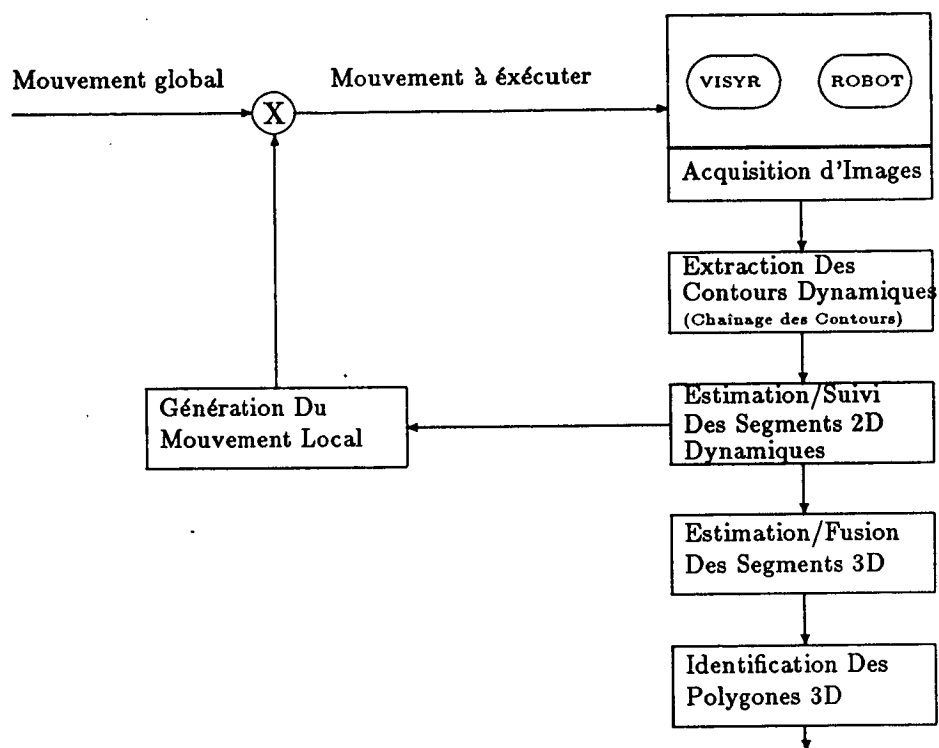 Mouvement global
Mouvement à éxécuter
X
VISYR
ROBOT
Acquisition d'Images
Extraction Des
Contours Dynamiques
(Chaînage des Contours)
Génération Du
Mouvement Local
Estimation/Suivi
Des Segments 2D
Dynamiques
Estimation/Fusion
Des Segments 3D
Identification Des
Polygones 3D